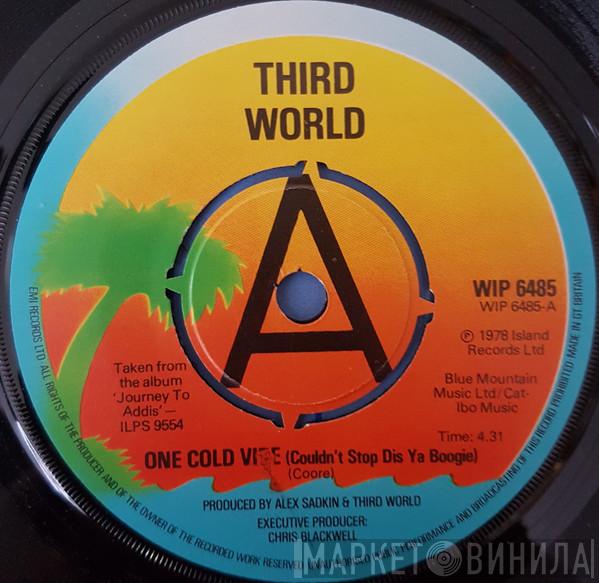 THIRD
WORLD
A
WIP 6485
WIP 6485-A
℗ 1978 Island
Records Ltd
Blue Mountain
Music Ltd/Cat-
Ibo Music
Time: 4.31
Taken from
the album
'Journey To
Addis'—
ILPS 9554
ONE COLD (Couldn't Stop Dis Ya Boogie)
(Coore)
PRODUCED BY ALEX SADKIN & THIRD WORLD
EXECUTIVE PRODUCER:
CHRIS BLACKWELL
EMI RECORDS LTD. ALL RIGHTS OF THE PRODUCER AND OF THE OWNER OF THE RECORDED WORK RESERVED UNAUTHORISED PUBLIC PERFORMANCE AND BROADCASTING OF THIS RECORD PROHIBITED MADE IN GT BRITAIN
МАРКЕТ ВИНИЛА